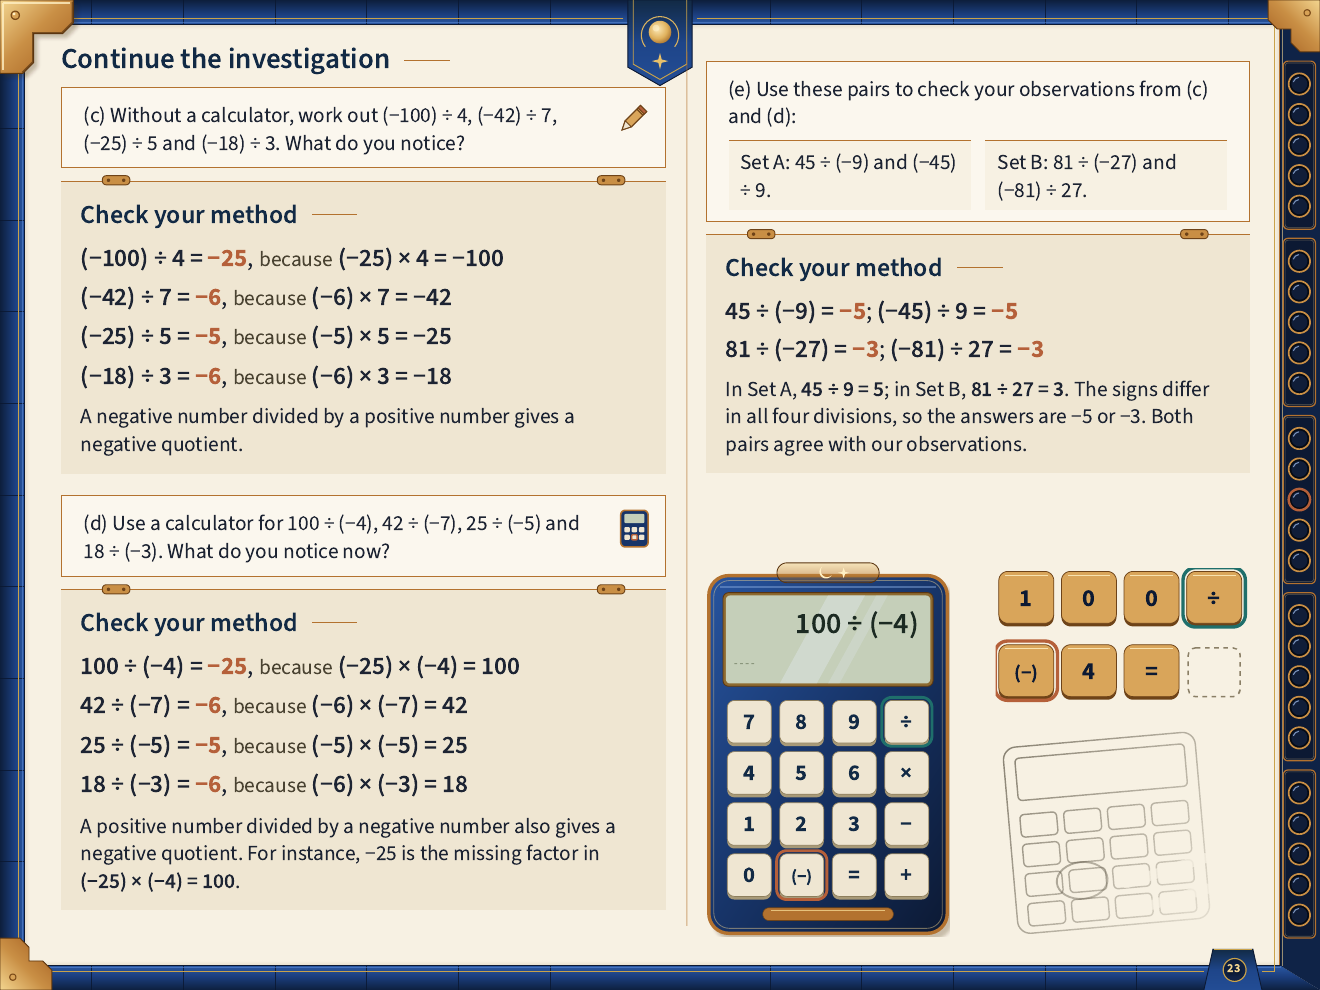 Continue the investigation
(c) Without a calculator, work out (−100) ÷ 4, (−42) ÷ 7,
(−25) ÷ 5 and (−18) ÷ 3. What do you notice?
Check your method
(−100) ÷ 4 = −25, because (−25) × 4 = −100
(−42) ÷ 7 = −6, because (−6) × 7 = −42
(−25) ÷ 5 = −5, because (−5) × 5 = −25
(−18) ÷ 3 = −6, because (−6) × 3 = −18
A negative number divided by a positive number gives a
negative quotient.
(d) Use a calculator for 100 ÷ (−4), 42 ÷ (−7), 25 ÷ (−5) and
18 ÷ (−3). What do you notice now?
Check your method
100 ÷ (−4) = −25, because (−25) × (−4) = 100
42 ÷ (−7) = −6, because (−6) × (−7) = 42
25 ÷ (−5) = −5, because (−5) × (−5) = 25
18 ÷ (−3) = −6, because (−6) × (−3) = 18
A positive number divided by a negative number also gives a
negative quotient. For instance, −25 is the missing factor in
(−25) × (−4) = 100.
(e) Use these pairs to check your observations from (c)
and (d):
Set A: 45 ÷ (−9) and (−45)
÷ 9.
Set B: 81 ÷ (−27) and
(−81) ÷ 27.
Check your method
45 ÷ (−9) = −5; (−45) ÷ 9 = −5
81 ÷ (−27) = −3; (−81) ÷ 27 = −3
In Set A, 45 ÷ 9 = 5; in Set B, 81 ÷ 27 = 3. The signs differ
in all four divisions, so the answers are −5 or −3. Both
pairs agree with our observations.
100 ÷ (−4)
7 8 9 ÷
4 5 6 ×
1 2 3 −
0 (−) = +
1 0 0 ÷
(−) 4 =
23